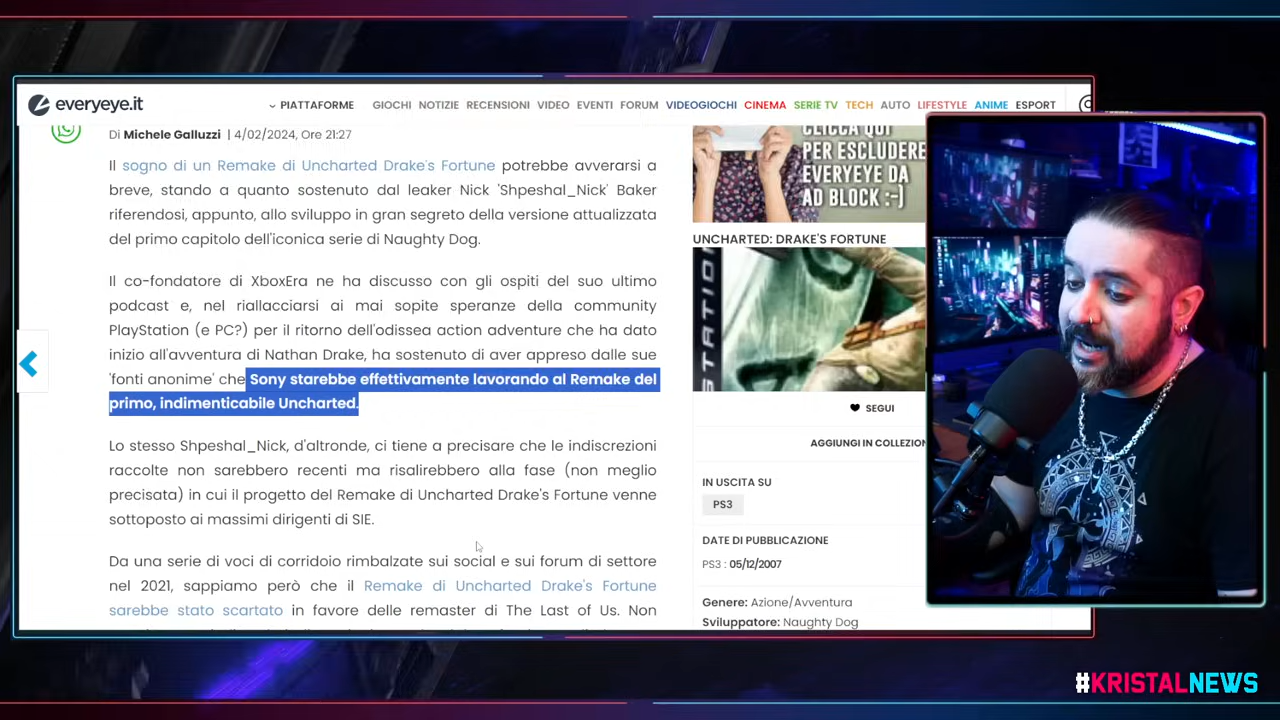 everyeye.it
PIATTAFORME GIOCHI NOTIZIE RECENSIONI VIDEO EVENTI FORUM VIDEOGIOCHI CINEMA SERIE TV TECH AUTO LIFESTYLE ANIME ESPORT
Di Michele Galluzzi | 4/02/2024, Ore 21:27
Il sogno di un Remake di Uncharted Drake's Fortune potrebbe avverarsi a
breve, stando a quanto sostenuto dal leaker Nick 'Shpeshal_Nick' Baker
riferendosi, appunto, allo sviluppo in gran segreto della versione attualizzata
del primo capitolo dell'iconica serie di Naughty Dog.
Il co-fondatore di XboxEra ne ha discusso con gli ospiti del suo ultimo
podcast e, nel riallacciarsi ai mai sopite speranze della community
PlayStation (e PC?) per il ritorno dell'odissea action adventure che ha dato
inizio all'avventura di Nathan Drake, ha sostenuto di aver appreso dalle sue
'fonti anonime' che Sony starebbe effettivamente lavorando al Remake del
primo, indimenticabile Uncharted.
Lo stesso Shpeshal_Nick, d'altronde, ci tiene a precisare che le indiscrezioni
raccolte non sarebbero recenti ma risalirebbero alla fase (non meglio
precisata) in cui il progetto del Remake di Uncharted Drake's Fortune venne
sottoposto ai massimi dirigenti di SIE.
Da una serie di voci di corridoio rimbalzate sui social e sui forum di settore
nel 2021, sappiamo però che il Remake di Uncharted Drake's Fortune
sarebbe stato scartato in favore delle remaster di The Last of Us. Non
CLICCA QUI
PER ESCLUDERE
EVERYEYE DA
AD BLOCK :-)
UNCHARTED: DRAKE'S FORTUNE
STATION
SEGUI
AGGIUNGI IN COLLEZION
IN USCITA SU
PS3
DATE DI PUBBLICAZIONE
PS3 : 05/12/2007
Genere: Azione/Avventura
Sviluppatore: Naughty Dog
#KRISTALNEWS